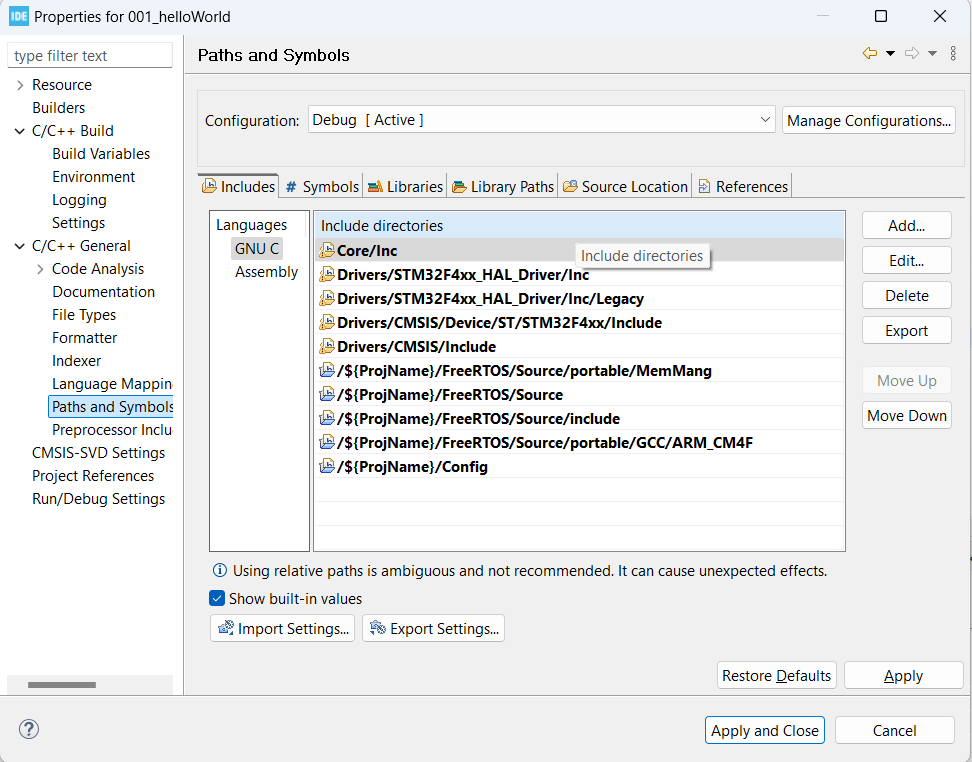 IDE Properties for 001_helloWorld
type filter text
Paths and Symbols
Resource
Builders
C/C++ Build
Build Variables
Environment
Logging
Settings
C/C++ General
Code Analysis
Documentation
File Types
Formatter
Indexer
Language Mappin
Paths and Symbols
Preprocessor Inclu
CMSIS-SVD Settings
Project References
Run/Debug Settings
Configuration: Debug [ Active ] Manage Configurations...
Includes # Symbols Libraries Library Paths Source Location References
Languages
GNU C
Assembly
Include directories
Core/Inc
Include directories
Drivers/STM32F4xx_HAL_Driver/Inc
Drivers/STM32F4xx_HAL_Driver/Inc/Legacy
Drivers/CMSIS/Device/ST/STM32F4xx/Include
Drivers/CMSIS/Include
/${ProjName}/FreeRTOS/Source/portable/MemMang
/${ProjName}/FreeRTOS/Source
/${ProjName}/FreeRTOS/Source/include
/${ProjName}/FreeRTOS/Source/portable/GCC/ARM_CM4F
/${ProjName}/Config
Add...
Edit...
Delete
Export
Move Up
Move Down
Using relative paths is ambiguous and not recommended. It can cause unexpected effects.
Show built-in values
Import Settings... Export Settings...
Restore Defaults Apply
? Apply and Close Cancel